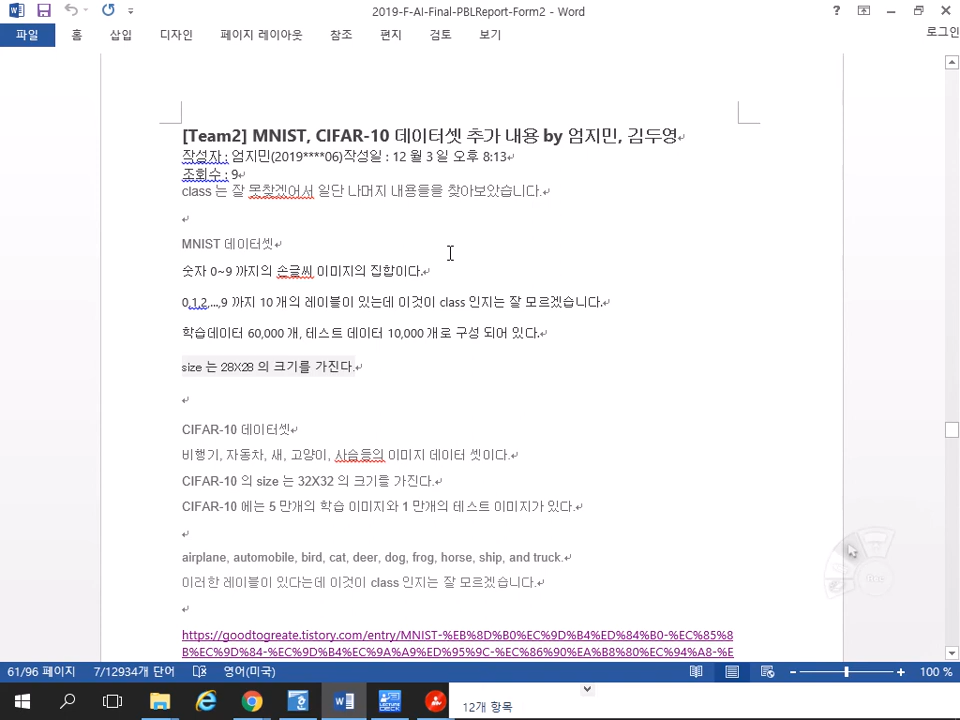 2019-F-AI-Final-PBLReport-Form2 - Word
로그인
파일 홈 삽입 디자인 페이지 레이아웃 참조 편지 검토 보기
[Team2] MNIST, CIFAR-10 데이터셋 추가 내용 by 엄지민, 김두영
작성자 : 엄지민(2019****06)작성일 : 12 월 3 일 오후 8:13
조회수 : 9
class 는 잘 못찾겠어서 일단 나머지 내용들을 찾아보았습니다.
MNIST 데이터셋
숫자 0~9 까지의 손글씨 이미지의 집합이다.
0,1,2,...,9 까지 10 개의 레이블이 있는데 이것이 class 인지는 잘 모르겠습니다.
학습데이터 60,000 개, 테스트 데이터 10,000 개로 구성 되어 있다.
size 는 28X28 의 크기를 가진다.
CIFAR-10 데이터셋
비행기, 자동차, 새, 고양이, 사슴등의 이미지 데이터 셋이다.
CIFAR-10 의 size 는 32X32 의 크기를 가진다.
CIFAR-10 에는 5 만개의 학습 이미지와 1 만개의 테스트 이미지가 있다.
airplane, automobile, bird, cat, deer, dog, frog, horse, ship, and truck.
이러한 레이블이 있다는데 이것이 class 인지는 잘 모르겠습니다.
https://goodtogreate.tistory.com/entry/MNIST-%EB%8D%B0%EC%9D%B4%ED%84%B0-%EC%85%8
B%EC%9D%84-%EC%9D%B4%EC%9A%A9%ED%95%9C-%EC%86%90%EA%B8%80%EC%94%A8-%E
61/96 페이지 7/12934개 단어 영어(미국) 100 %
12개 항목